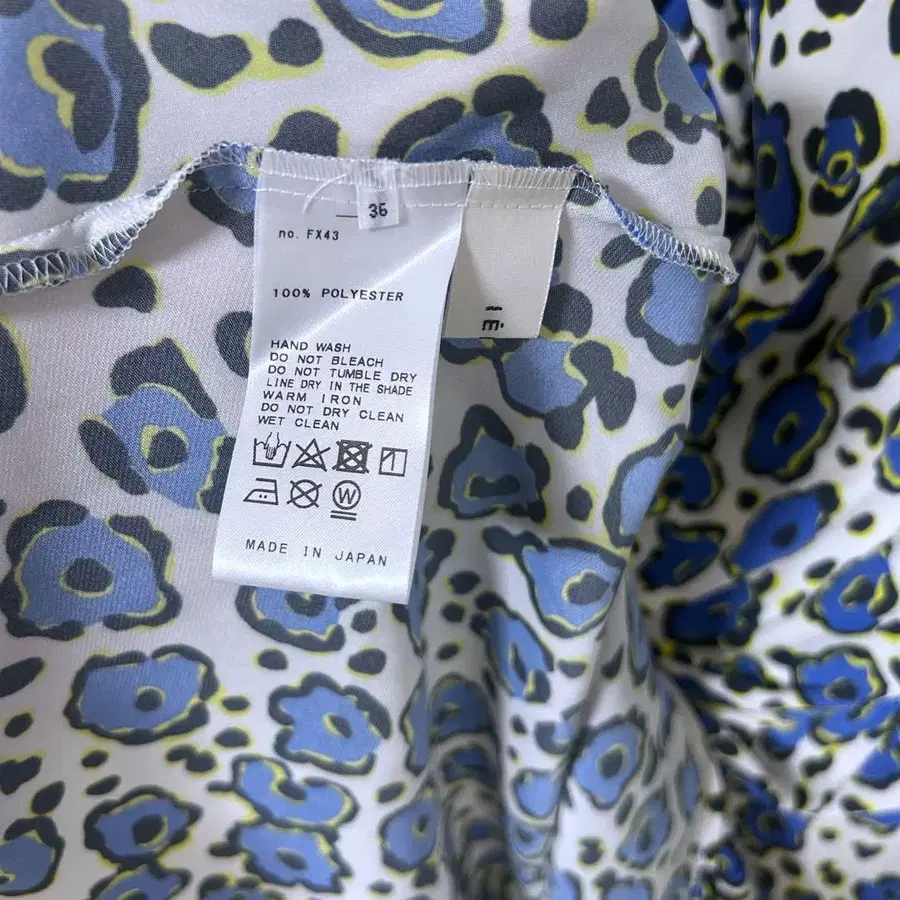 36
no. FX43
100% POLYESTER
HAND WASH
DO NOT BLEACH
DO NOT TUMBLE DRY
LINE DRY IN THE SHADE
WARM IRON
DO NOT DRY CLEAN
WET CLEAN
W
MADE IN JAPAN